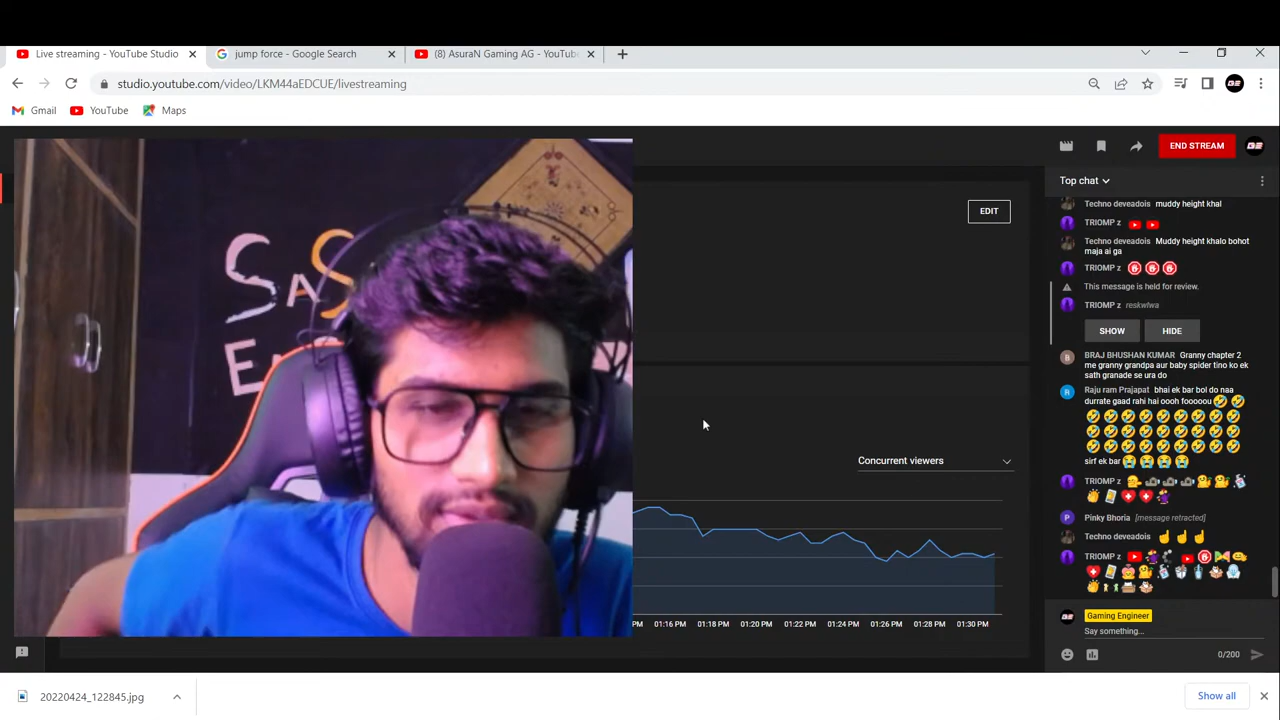 Live streaming - YouTube Studio
jump force - Google Search
(8) AsuraN Gaming AG - YouTube
studio.youtube.com/video/LKM44aEDCUE/livestreaming
GE
Gmail
YouTube
Maps
END STREAM
GE
Top chat
EDIT
SAS
Techno deveadois muddy height khal
TRIOMP z
Techno deveadois Muddy height khalo bohot
maja ai ga
TRIOMP z
This message is held for review.
TRIOMP z reskwlwa
SHOW
HIDE
B
BRAJ BHUSHAN KUMAR Granny chapter 2
me granny grandpa aur baby spider tino ko ek
sath granade se ura do
R
Raju ram Prajapat bhai ek bar bol do naa
durrate gaad rahi hai oooh fooooou 🤣🤣
🤣🤣🤣🤣🤣🤣🤣🤣🤣
🤣🤣🤣🤣🤣🤣🤣🤣🤣
🤣🤣🤣🤣🤣🤣🤣🤣🤣
sirf ek bar 😭😭😭😭
Concurrent viewers
TRIOMP z
P
Pinky Bhoria [message retracted]
Techno deveadois ☝☝☝
TRIOMP z
PM
01:16 PM
01:18 PM
01:20 PM
01:22 PM
01:24 PM
01:26 PM
01:28 PM
01:30 PM
GE
Gaming Engineer
Say something...
0/200
20220424_122845.jpg
Show all